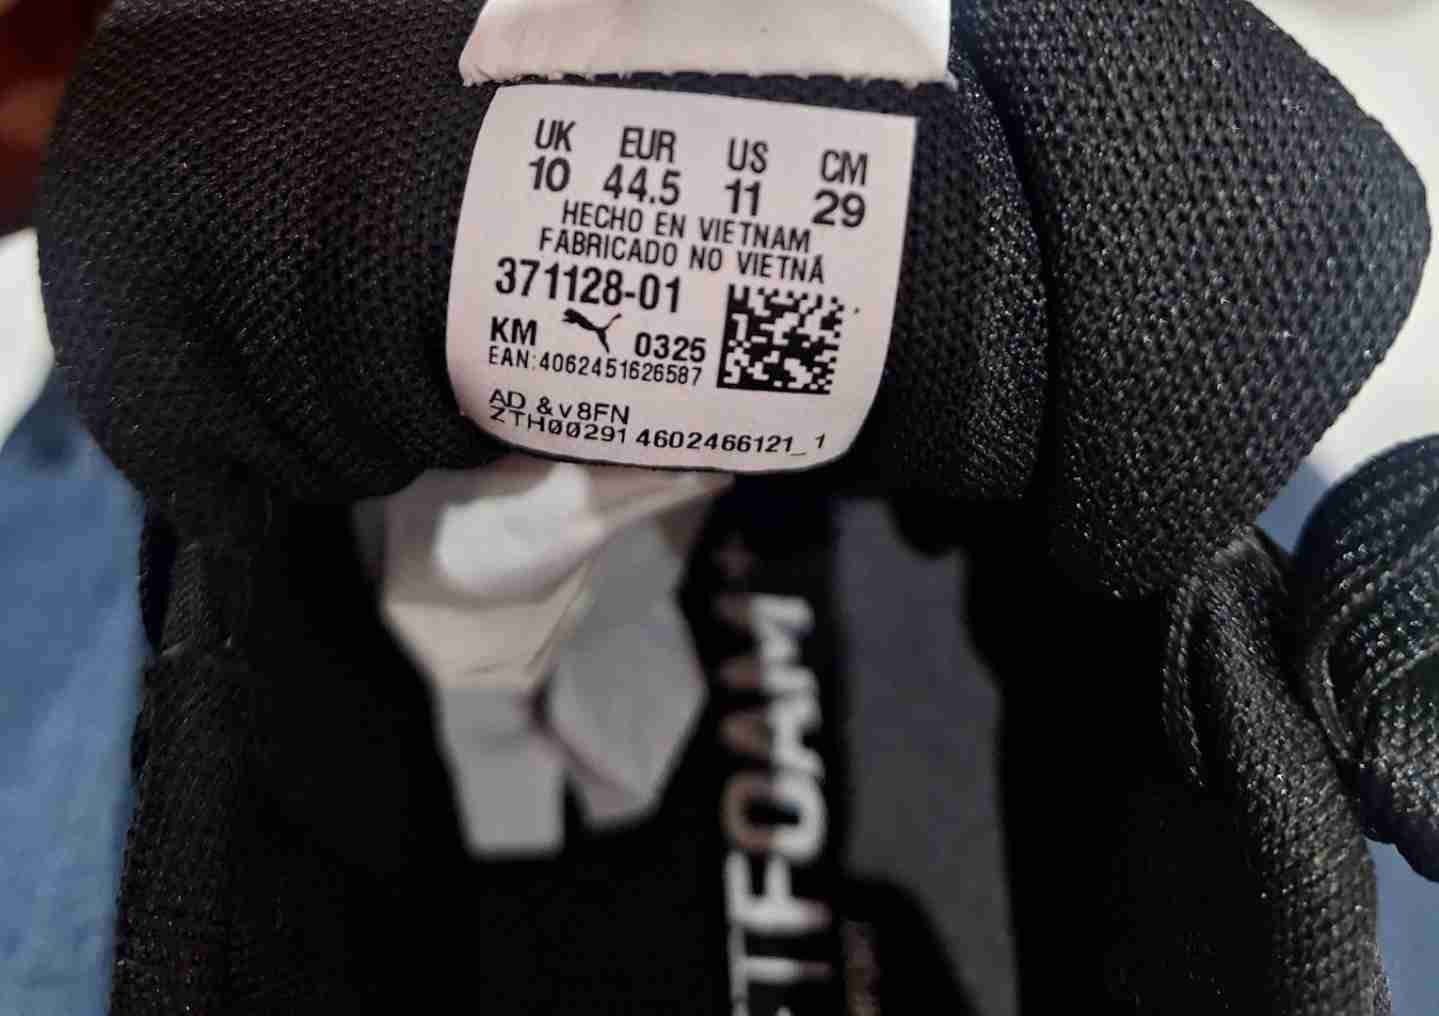 UK EUR US CM
10 44.5 11 29
HECHO EN VIETNAM
FABRICADO NO VIETNÃ
371128-01
KM 0325
EAN:4062451626587
AD &v8FN
ZTH00291 4602466121_1
TFOAM